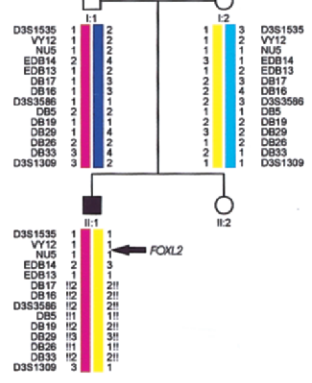 I:1 I:2
D3S1535 1 2 1 3 D3S1535
VY12 1 2 1 2 VY12
NU5 1 2 1 1 NU5
EDB14 2 4 3 1 EDB14
EDB13 1 2 1 2 EDB13
DB17 1 3 2 3 DB17
DB16 1 3 2 4 DB16
D3S3586 1 1 2 3 D3S3586
DB5 2 2 1 1 DB5
DB19 1 1 2 2 DB19
DB29 1 4 3 2 DB29
DB26 2 2 1 2 DB26
DB33 3 4 2 1 DB33
D3S1309 3 2 1 1 D3S1309
II:1 II:2
D3S1535 1 1
VY12 1 1 FOXL2
NU5 1 1
EDB14 2 3
EDB13 1 1
DB17 !!2 2!!
DB16 !!2 2!!
D3S3586 !!2 2!!
DB5 !!1 1!!
DB19 !!2 2!!
DB29 !!3 3!!
DB26 !!1 1!!
DB33 !!2 2!!
D3S1309 3 1